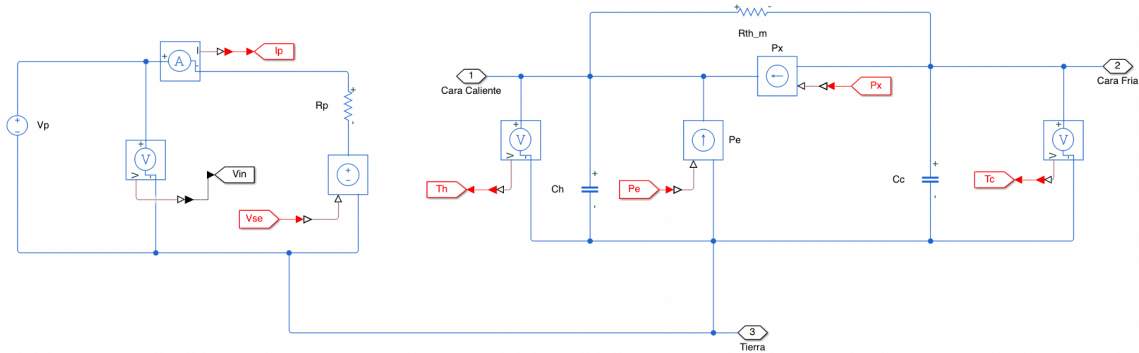 +
-
Rth_m
Px
+
A
I
-
Ip
1
Cara Caliente
2
Cara Fria
Px
+
-
Vp
Rp
+
-
+
V
V
Vin
+
-
Vse
+
V
V
Th
Ch
+
-
Pe
Pe
Cc
+
-
+
V
V
Tc
3
Tierra